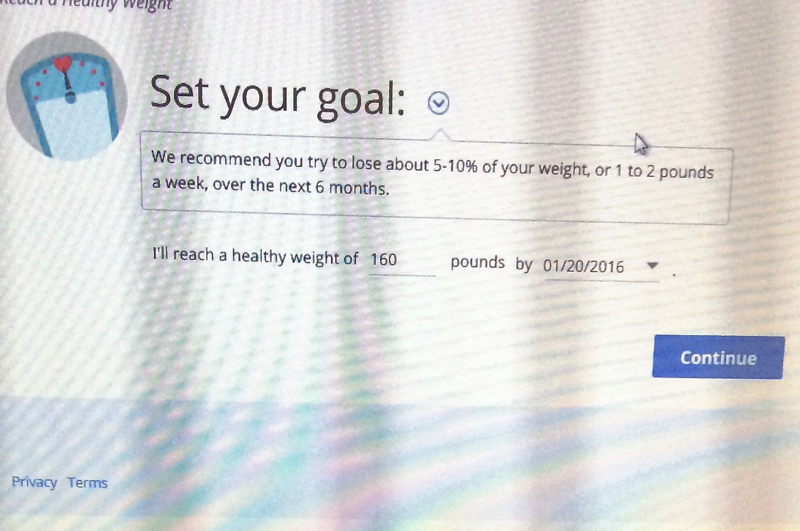 Reach a Healthy Weight
Set your goal:
We recommend you try to lose about 5-10% of your weight, or 1 to 2 pounds
a week, over the next 6 months.
I'll reach a healthy weight of 160 pounds by 01/20/2016 .
Continue
Privacy Terms